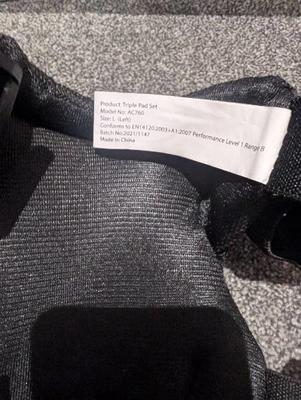 Product: Triple Pad Set
Model No: AC760
Size: L (Left)
Conforms to EN14120:2003+A1:2007 Performance Level 1 Range B
Batch No:2021/1147
Made in China